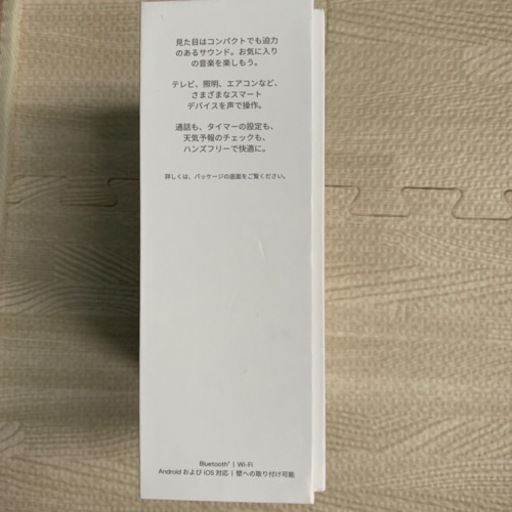 見た目はコンパクトでも迫力
のあるサウンド。お気に入り
の音楽を楽しもう。
テレビ、照明、エアコンなど、
さまざまなスマート
デバイスを声で操作。
通話も、タイマーの設定も、
天気予報のチェックも、
ハンズフリーで快適に。
詳しくは、パッケージの底面をご覧ください。
Bluetooth® | Wi-Fi
Android および iOS 対応 | 壁への取り付け可能